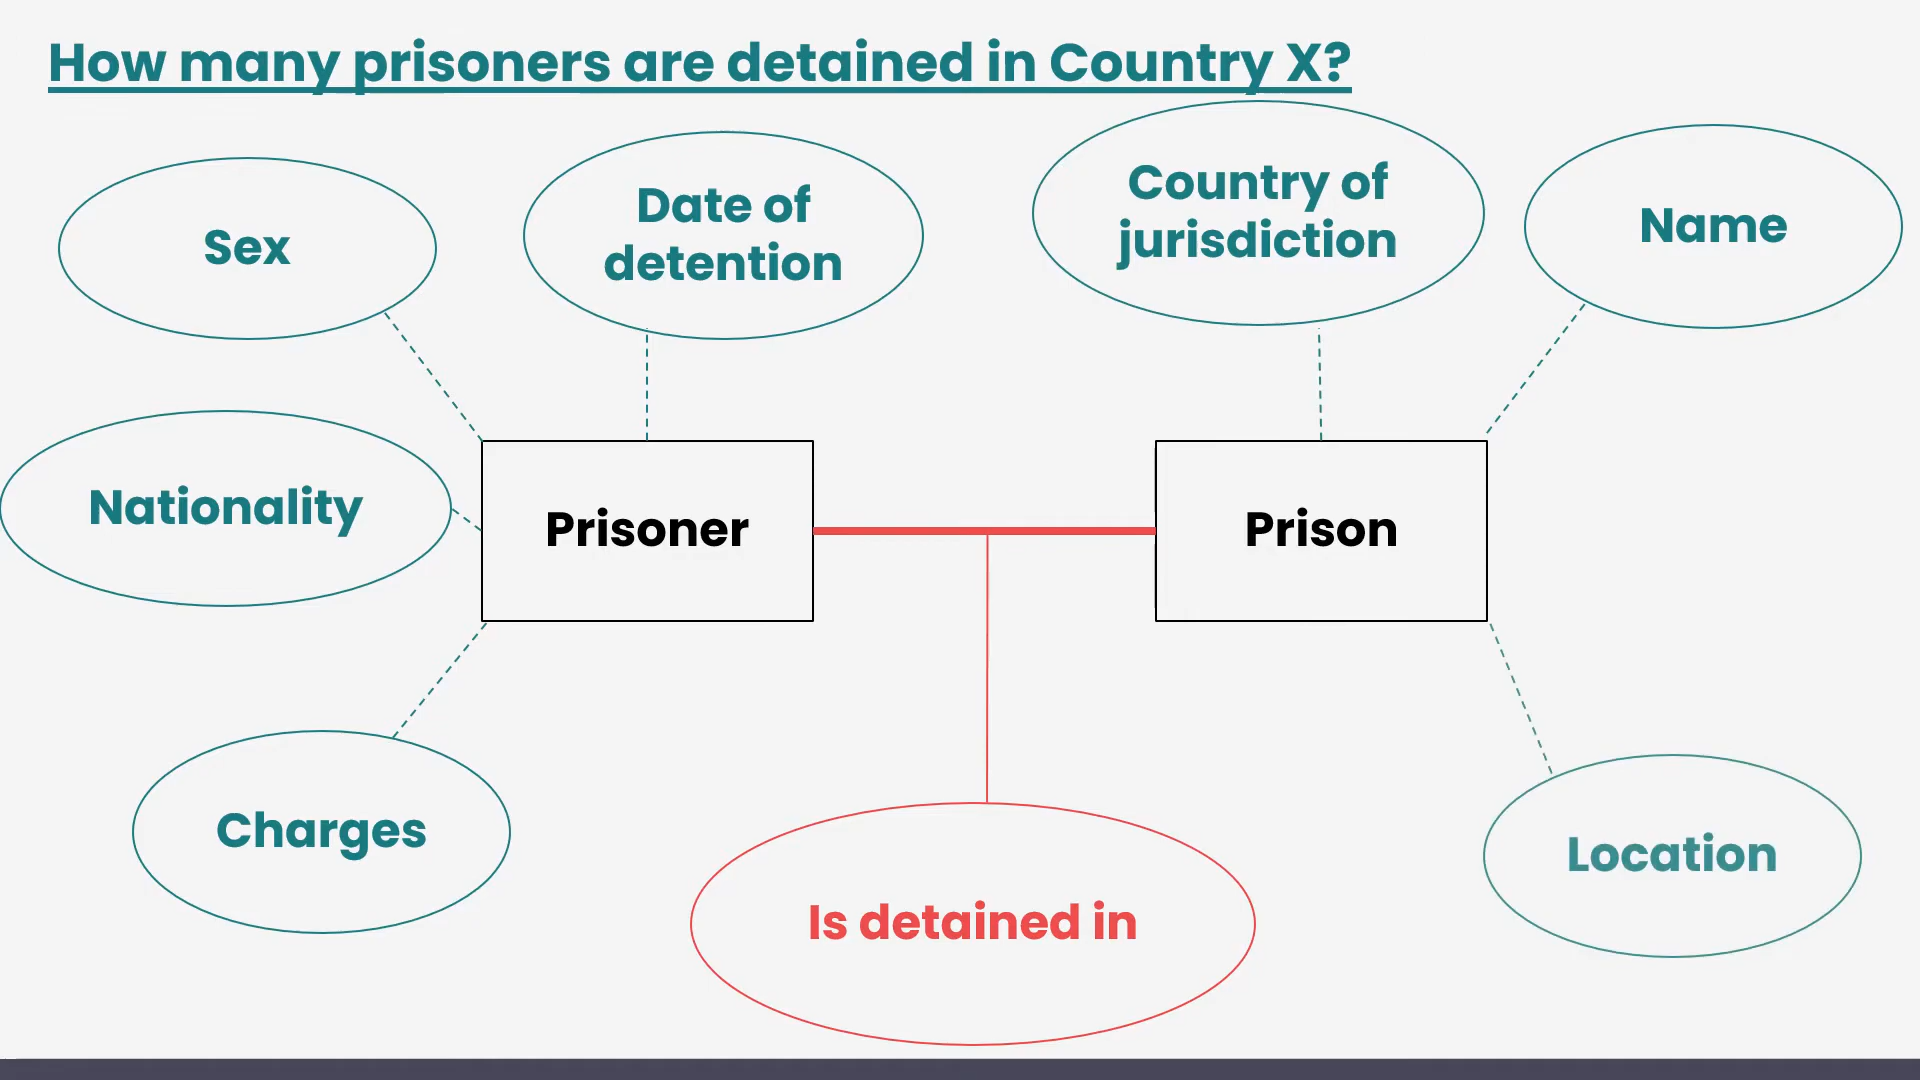 How many prisoners are detained in Country X?
Sex
Date of
detention
Country of
jurisdiction
Name
Nationality
Prisoner
Prison
Charges
Is detained in
Location